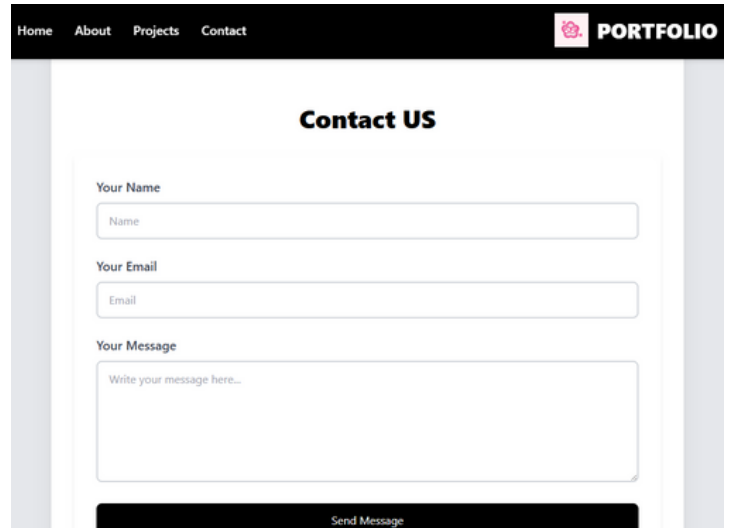 Home About Projects Contact PORTFOLIO
Contact US
Your Name
Name
Your Email
Email
Your Message
Write your message here...
Send Message